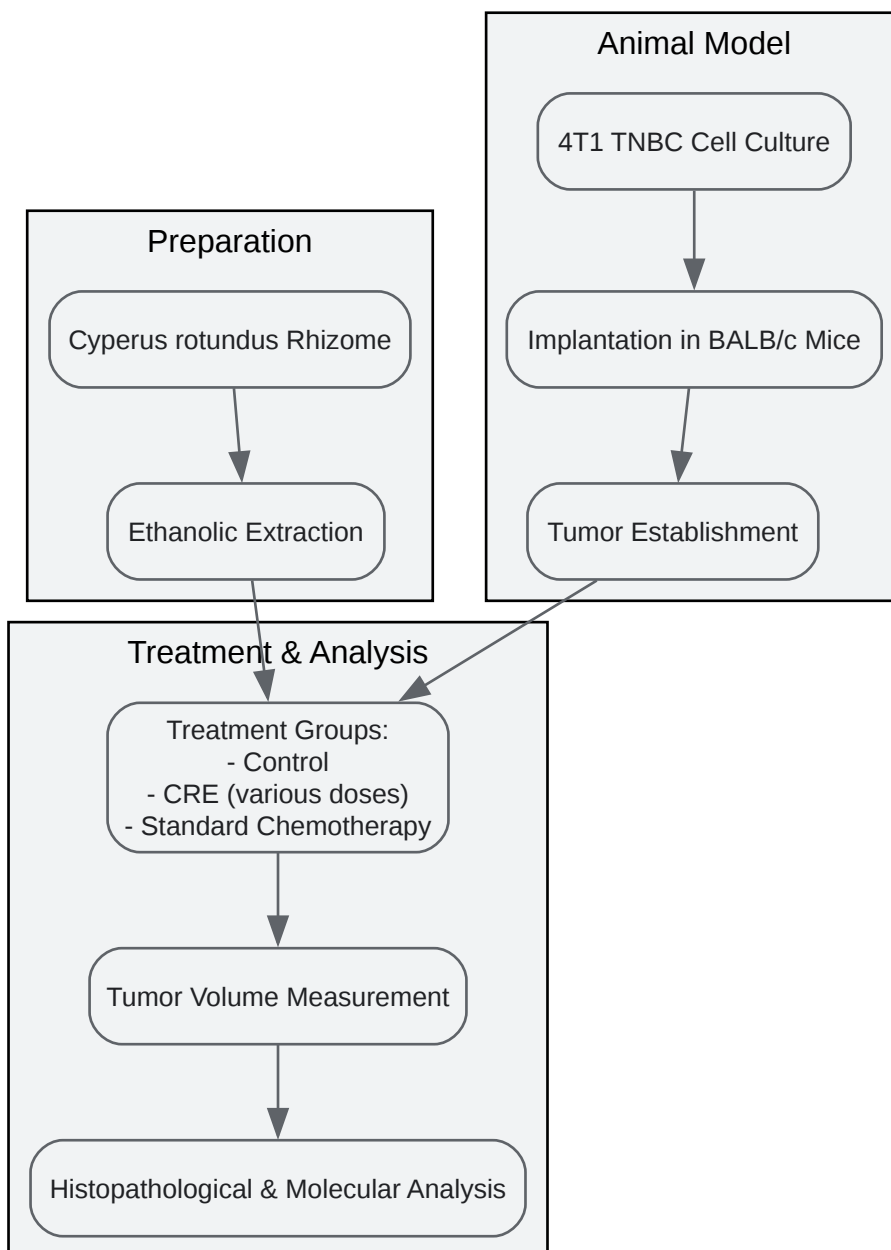 Animal Model
4T1 TNBC Cell Culture
Implantation in BALB/c Mice
Tumor Establishment
Preparation
Cyperus rotundus Rhizome
Ethanolic Extraction
Treatment & Analysis
Treatment Groups:
- Control
- CRE (various doses)
- Standard Chemotherapy
Tumor Volume Measurement
Histopathological & Molecular Analysis